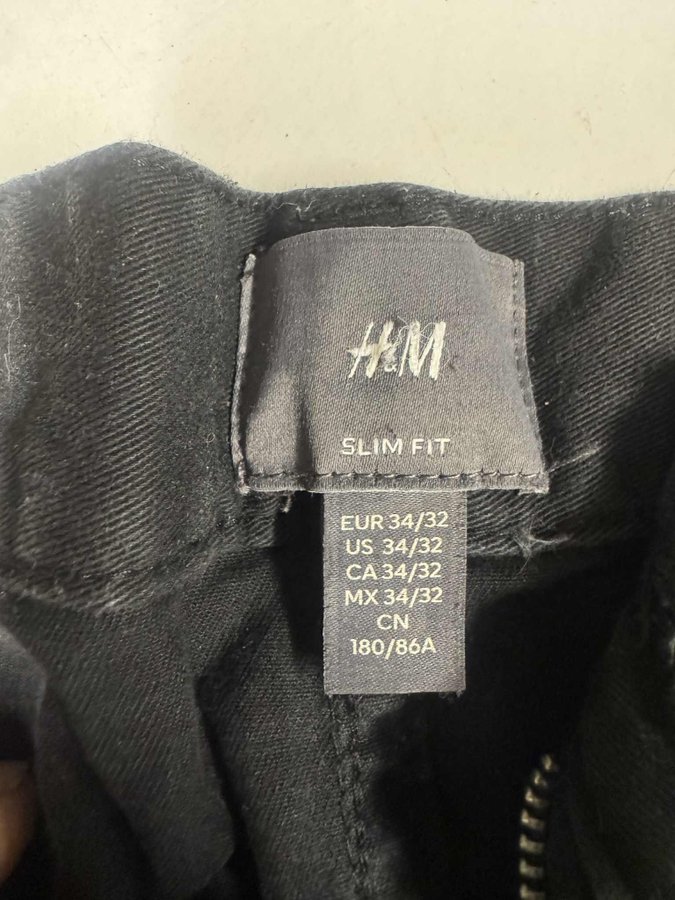 H&M
SLIM FIT
EUR 34/32
US 34/32
CA 34/32
MX 34/32
CN
180/86A